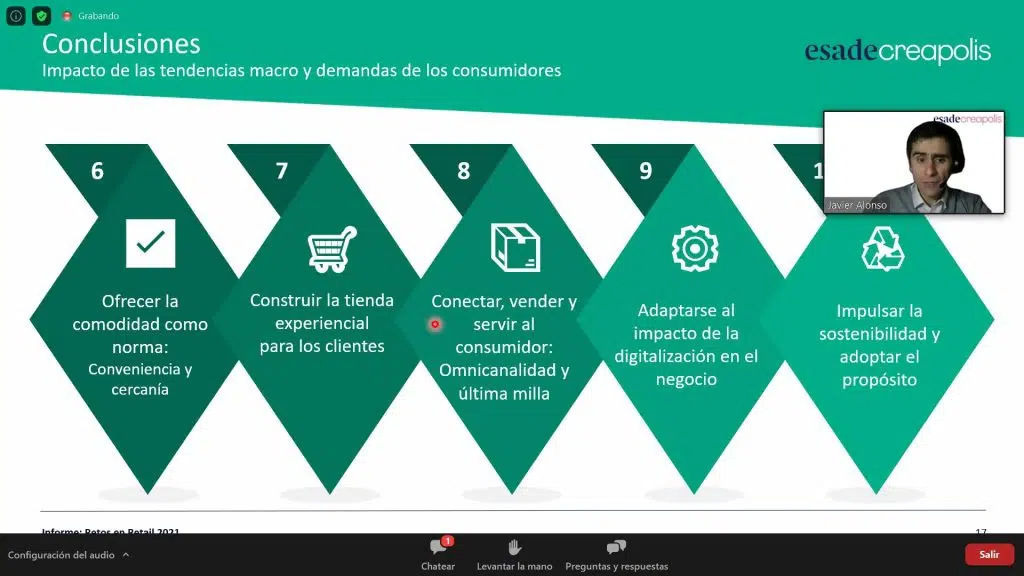 Grabando
Conclusiones
Impacto de las tendencias macro y demandas de los consumidores
esadecreapolis
esadecreapolis
Javier Alonso
6
7
8
9
1
Ofrecer la
comodidad como
norma:
Conveniencia y
cercanía
Construir la tienda
experiencial
para los clientes
Conectar, vender y
servir al
consumidor:
Omnicanalidad y
última milla
Adaptarse al
impacto de la
digitalización en el
negocio
Impulsar la
sostenibilidad y
adoptar el
propósito
Informe: Retos en Retail 2021
17
Configuración del audio
1
Chatear
Levantar la mano
Preguntas y respuestas
Salir